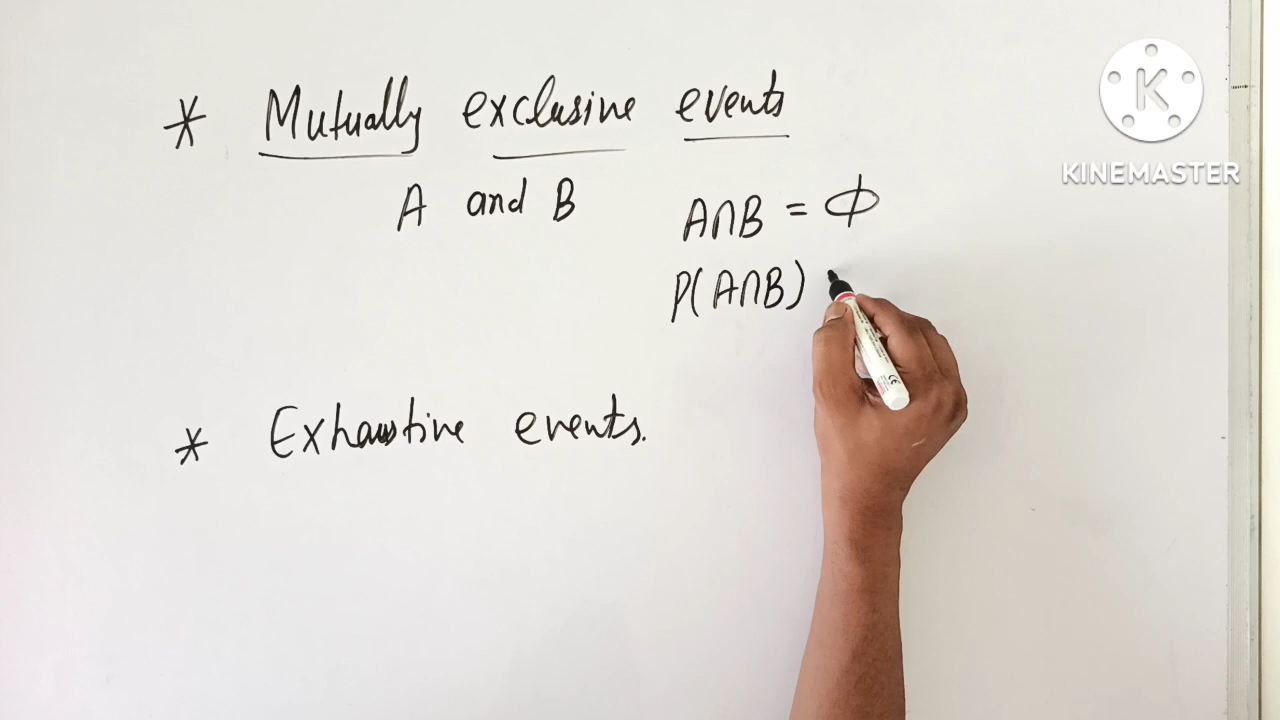 * Mutually exclusive events
A and B
A∩B = ϕ
P(A∩B)
* Exhaustive events.
KINEMASTER